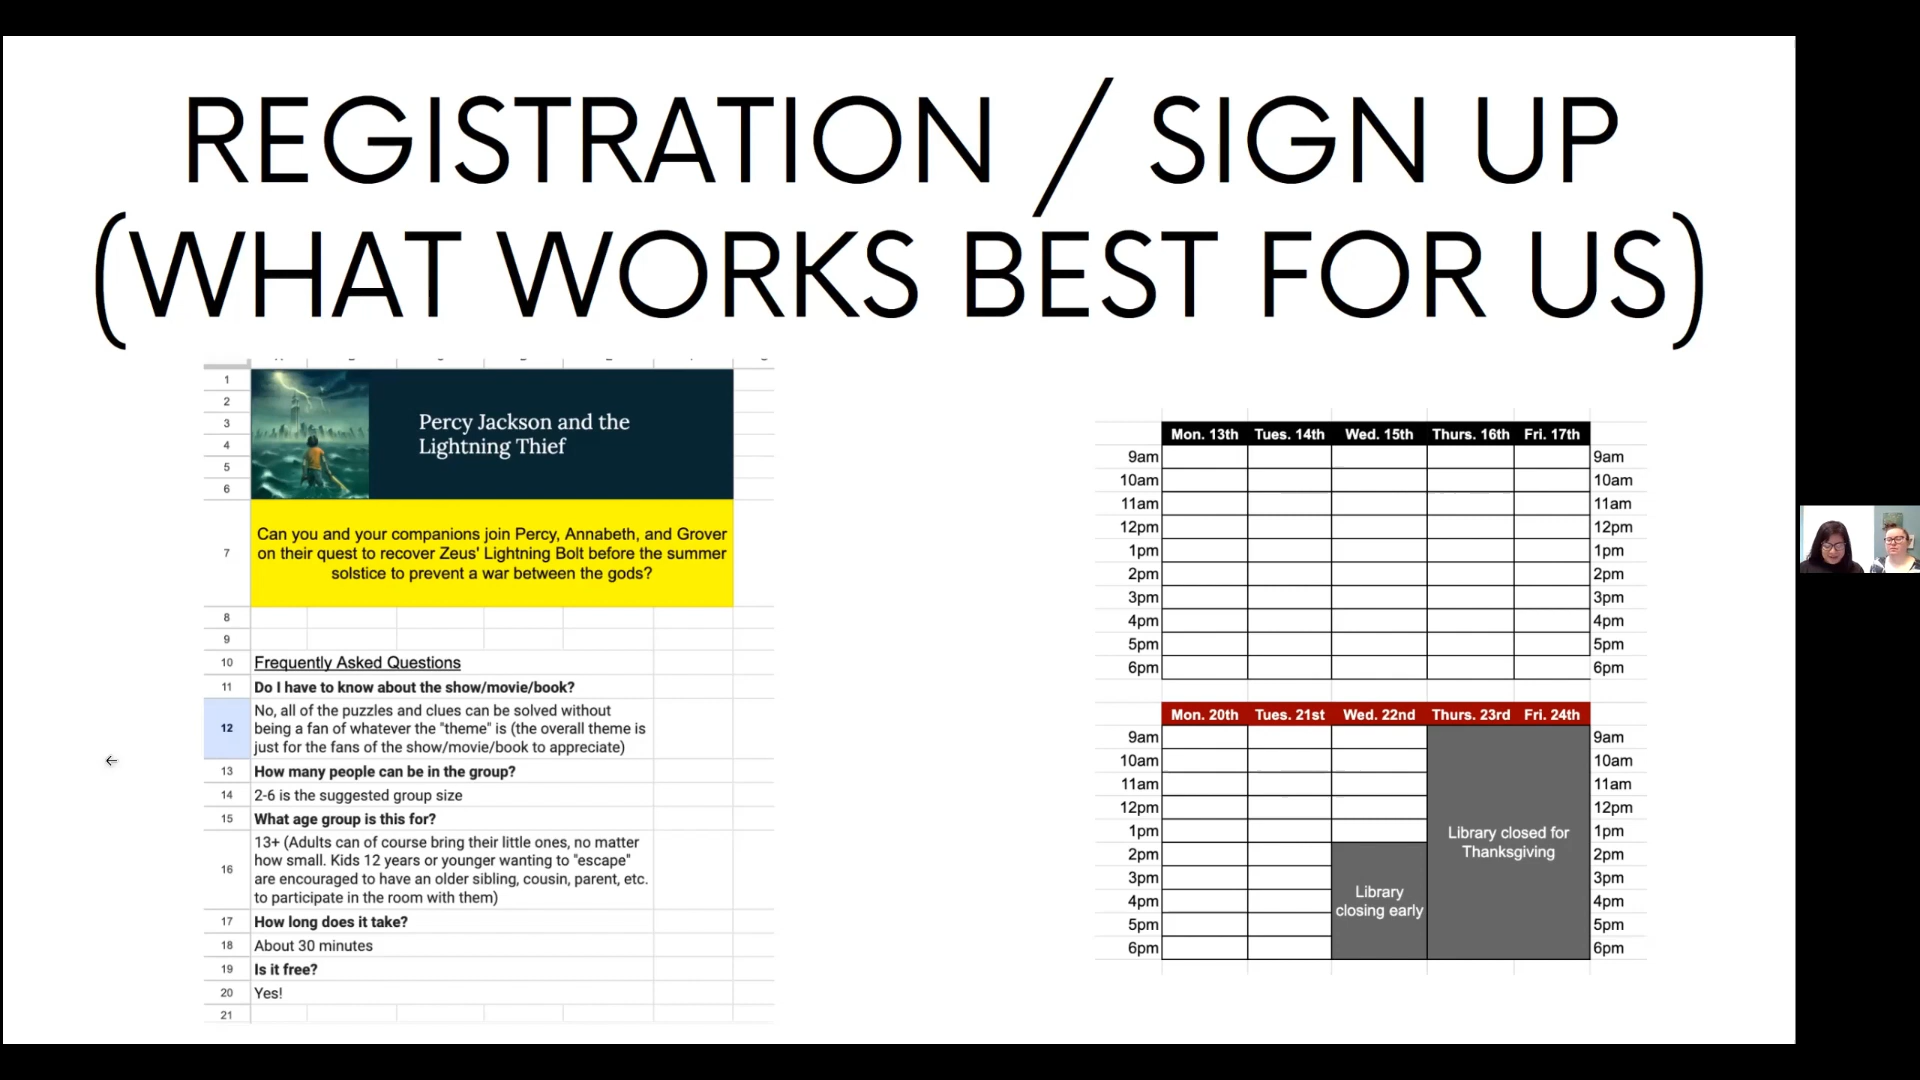 REGISTRATION / SIGN UP
(WHAT WORKS BEST FOR US)
1
2
3
4
5
6
Percy Jackson and the
Lightning Thief
7
Can you and your companions join Percy, Annabeth, and Grover
on their quest to recover Zeus' Lightning Bolt before the summer
solstice to prevent a war between the gods?
8
9
10 Frequently Asked Questions
11 Do I have to know about the show/movie/book?
12
No, all of the puzzles and clues can be solved without
being a fan of whatever the "theme" is (the overall theme is
just for the fans of the show/movie/book to appreciate)
13 How many people can be in the group?
14 2-6 is the suggested group size
15 What age group is this for?
16
13+ (Adults can of course bring their little ones, no matter
how small. Kids 12 years or younger wanting to "escape"
are encouraged to have an older sibling, cousin, parent, etc.
to participate in the room with them)
17 How long does it take?
18 About 30 minutes
19 Is it free?
20 Yes!
21
Mon. 13th Tues. 14th Wed. 15th Thurs. 16th Fri. 17th
9am 9am
10am 10am
11am 11am
12pm 12pm
1pm 1pm
2pm 2pm
3pm 3pm
4pm 4pm
5pm 5pm
6pm 6pm
Mon. 20th Tues. 21st Wed. 22nd Thurs. 23rd Fri. 24th
9am 9am
10am 10am
11am 11am
12pm 12pm
1pm 1pm
2pm 2pm
3pm 3pm
4pm 4pm
5pm 5pm
6pm 6pm
Library closed for
Thanksgiving
Library
closing early